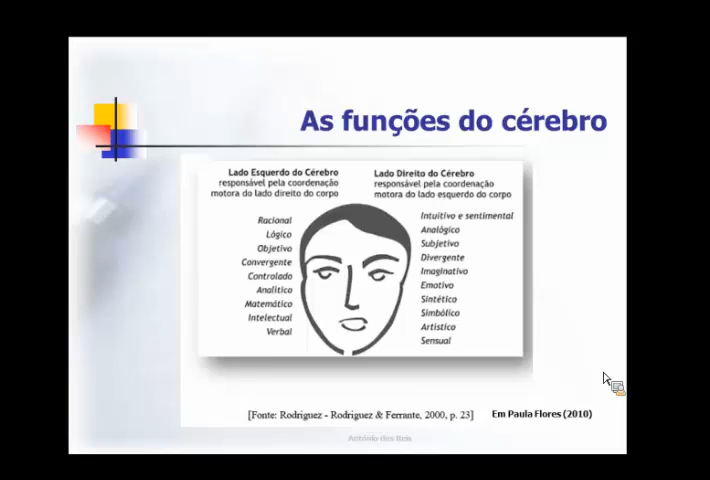 As funções do cérebro
Lado Esquerdo do Cérebro
responsável pela coordenação
motora do lado direito do corpo
Lado Direito do Cérebro
responsável pela coordenação
motora do lado esquerdo do corpo
Racional
Lógico
Objetivo
Convergente
Controlado
Analítico
Matemático
Intelectual
Verbal
Intuitivo e sentimental
Analógico
Subjetivo
Divergente
Imaginativo
Emotivo
Sintético
Simbólico
Artístico
Sensual
[Fonte: Rodriguez - Rodriguez & Ferrante, 2000, p. 23]
Em Paula Flores (2010)
António dos Reis